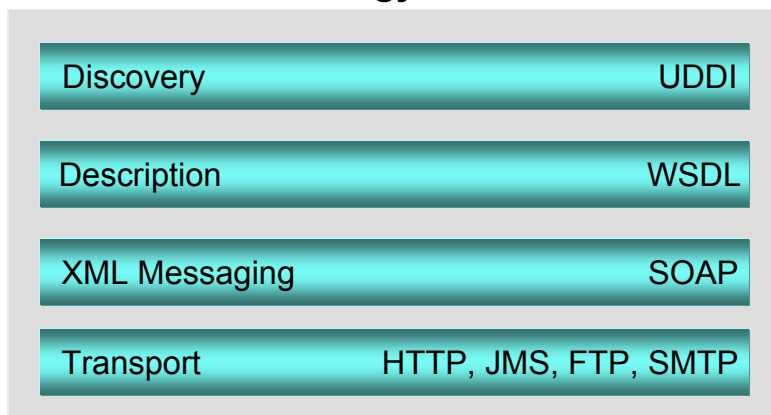 Discovery UDDI
Description WSDL
XML Messaging SOAP
Transport HTTP, JMS, FTP, SMTP